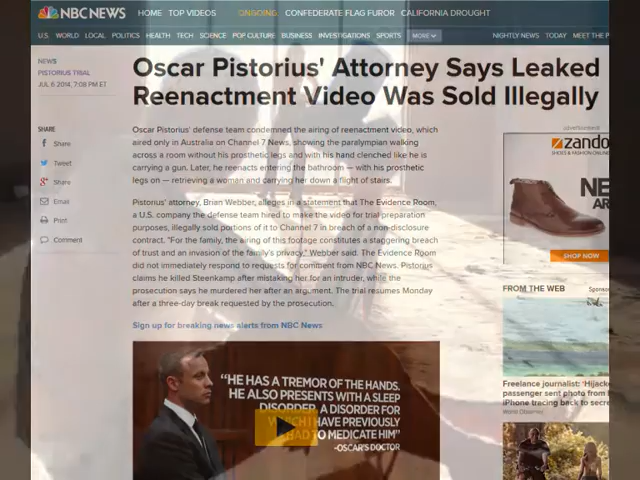 NBC NEWS HOME TOP VIDEOS ONGOING: CONFEDERATE FLAG FUROR CALIFORNIA DROUGHT
U.S. WORLD LOCAL POLITICS HEALTH TECH SCIENCE POP CULTURE BUSINESS INVESTIGATIONS SPORTS MORE NIGHTLY NEWS TODAY MEET THE P
NEWS
PISTORIUS TRIAL
JUL 6 2014, 7:08 PM ET
Oscar Pistorius' Attorney Says Leaked
Reenactment Video Was Sold Illegally
SHARE
Share
Tweet
Share
Email
Print
Comment
Oscar Pistorius' defense team condemned the airing of reenactment video, which
aired only in Australia on Channel 7 News, showing the paralympian walking
across a room without his prosthetic legs and with his hand clenched like he is
carrying a gun. Later, he reenacts entering the bathroom — with his prosthetic
legs on — retrieving a woman and carrying her down a flight of stairs.
Pistorius' attorney, Brian Webber, alleges in a statement that The Evidence Room,
a U.S. company the defense team hired to make the video for trial preparation
purposes, illegally sold portions of it to Channel 7 in breach of a non-disclosure
contract. "For the family, the airing of this footage constitutes a staggering breach
of trust and an invasion of the family's privacy," Webber said. The Evidence Room
did not immediately respond to requests for comment from NBC News. Pistorius
claims he killed Steenkamp after mistaking her for an intruder, while the
prosecution says he murdered her after an argument. The trial resumes Monday
after a three-day break requested by the prosecution.
Sign up for breaking news alerts from NBC News
"HE HAS A TREMOR OF THE HANDS.
HE ALSO PRESENTS WITH A SLEEP
DISORDER, A DISORDER FOR
WHICH I HAVE PREVIOUSLY
HAD TO MEDICATE HIM"
-OSCAR'S DOCTOR
advertisement
zando
SHOES & FASHION ONLINE
NE
AR
SHOP NOW
FROM THE WEB Sponsor
Freelance journalist: 'Hijack
passenger sent photo from h
iPhone tracing back to secre
World Observer